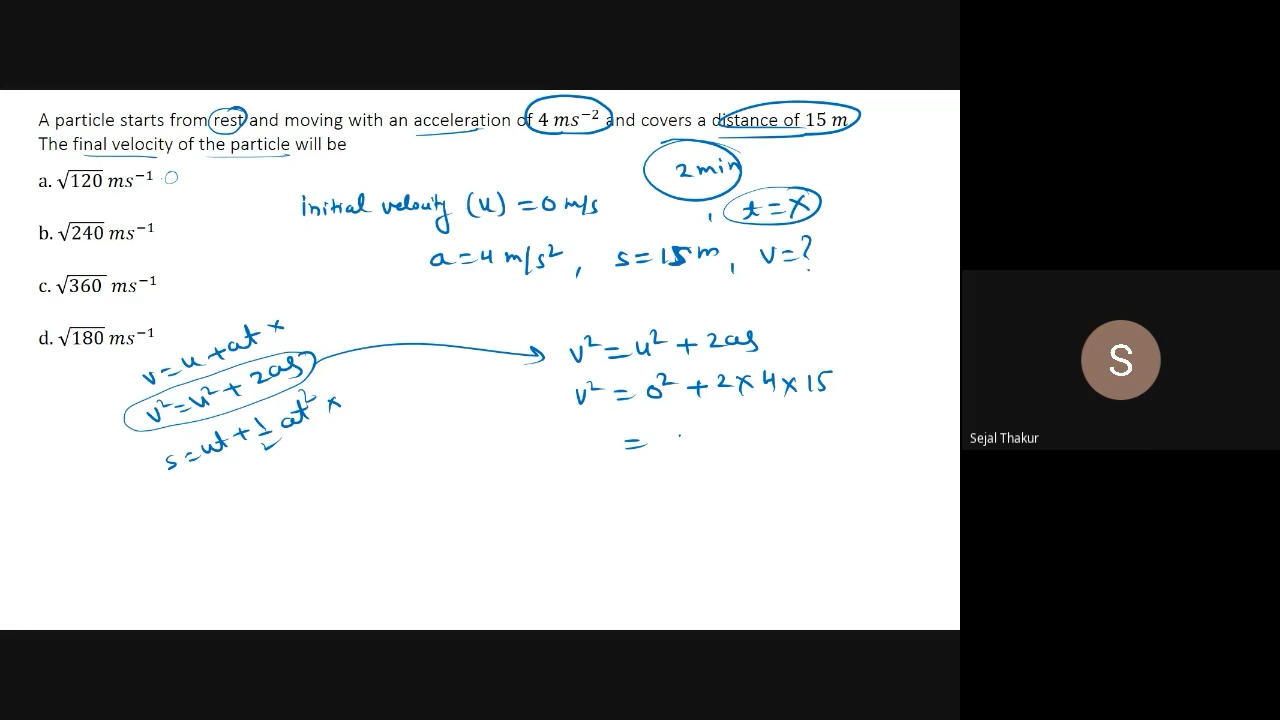 A particle starts from rest and moving with an acceleration of 4 ms⁻² and covers a distance of 15 m
The final velocity of the particle will be
2 min
a. √120 ms⁻¹
initial velocity (u) = 0 m/s , t = x
b. √240 ms⁻¹
a = 4 m/s² , s = 15 m , v = ?
c. √360 ms⁻¹
d. √180 ms⁻¹
v = u + at ×
v² = u² + 2as
s = ut + 1/2 at² ×
v² = u² + 2as
v² = 0² + 2 × 4 × 15
=
S
Sejal Thakur